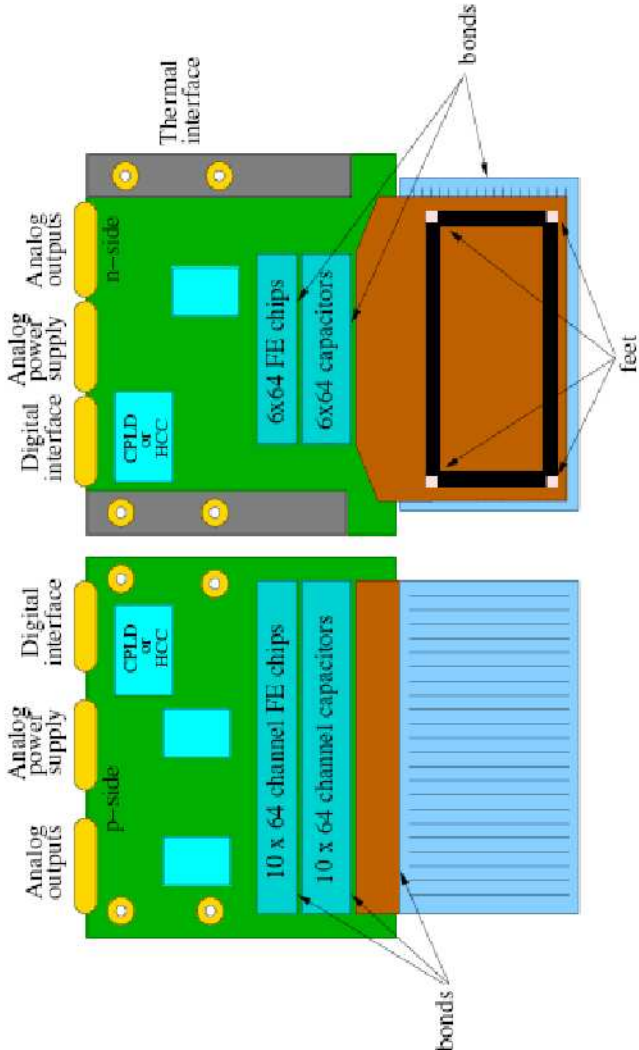 Thermal
interface
Analog
outputs
Analog
power
supply
Digital
interface
n-side
CPLD
or
HCC
6x64 FE chips
6x64 capacitors
bonds
feet
Digital
interface
Analog
power
supply
Analog
outputs
p-side
CPLD
or
HCC
10 x 64 channel FE chips
10 x 64 channel capacitors
bonds